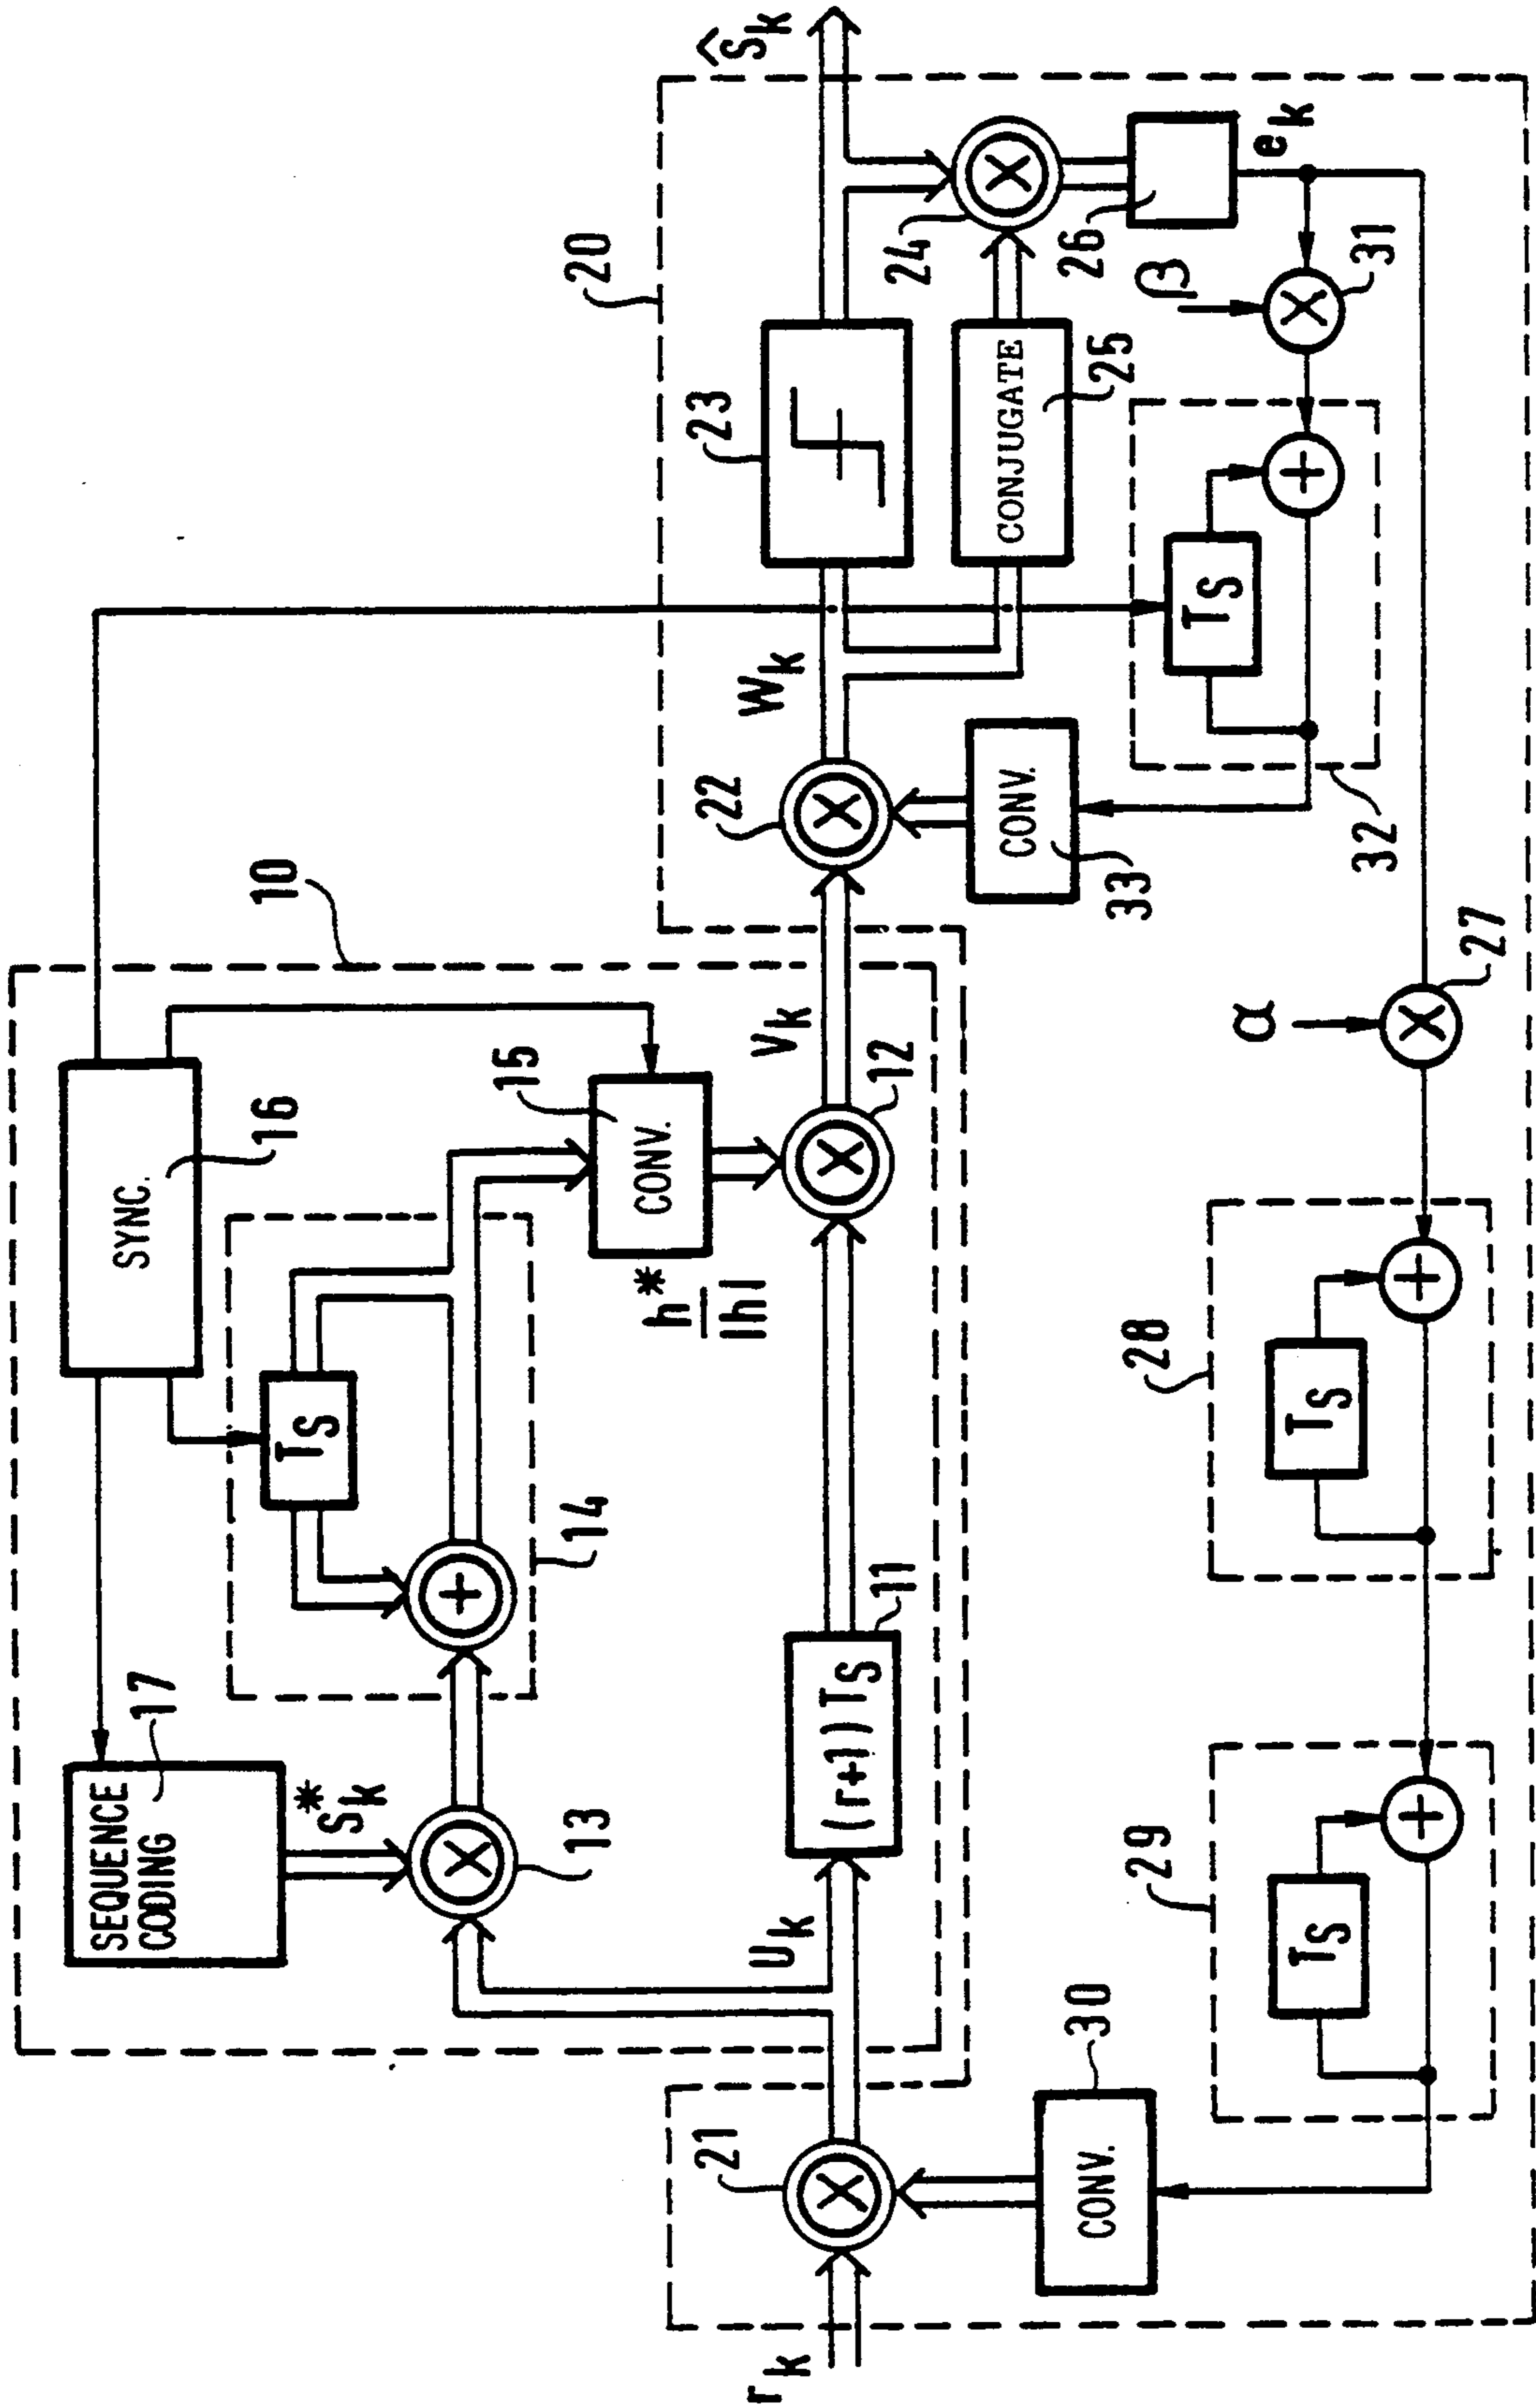 SYNC.
16
10
SEQUENCE
CODING
17
S*k
13
TS
14
CONV.
15
h*
|h|
rk
21
Uk
(r+1)TS
11
12
Vk
22
Wk
23
ŝk
20
CONV.
33
CONJUGATE
25
24
26
ek
CONV.
30
TS
29
TS
28
α
27
TS
32
β
31